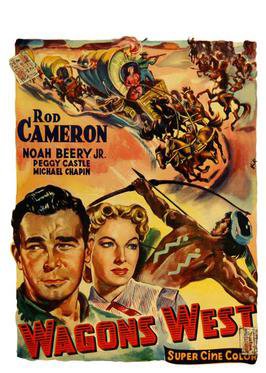 ROD
CAMERON
NOAH BEERY JR.
PEGGY CASTLE
MICHAEL CHAPIN
WAGONS WEST
SUPER CINE COLOR